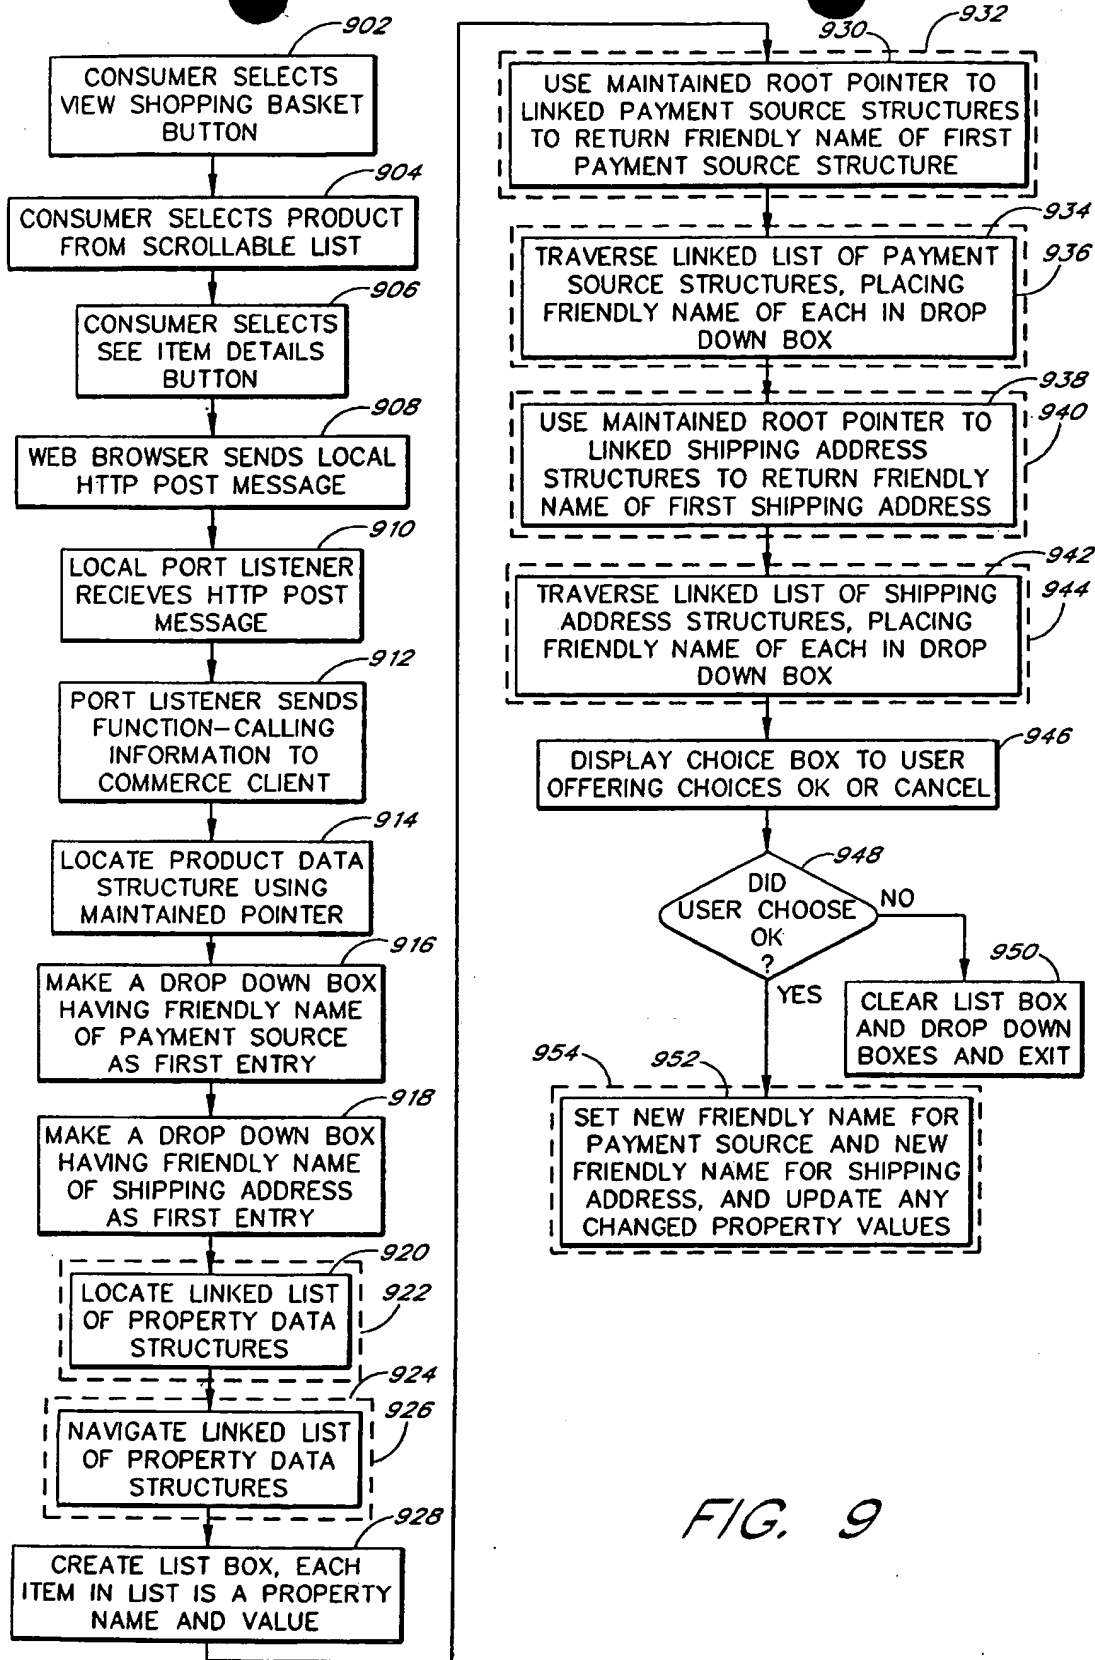 902
CONSUMER SELECTS
VIEW SHOPPING BASKET
BUTTON
904
CONSUMER SELECTS PRODUCT
FROM SCROLLABLE LIST
906
CONSUMER SELECTS
SEE ITEM DETAILS
BUTTON
908
WEB BROWSER SENDS LOCAL
HTTP POST MESSAGE
910
LOCAL PORT LISTENER
RECIEVES HTTP POST
MESSAGE
912
PORT LISTENER SENDS
FUNCTION-CALLING
INFORMATION TO
COMMERCE CLIENT
914
LOCATE PRODUCT DATA
STRUCTURE USING
MAINTAINED POINTER
916
MAKE A DROP DOWN BOX
HAVING FRIENDLY NAME
OF PAYMENT SOURCE
AS FIRST ENTRY
918
MAKE A DROP DOWN BOX
HAVING FRIENDLY NAME
OF SHIPPING ADDRESS
AS FIRST ENTRY
920
922
LOCATE LINKED LIST
OF PROPERTY DATA
STRUCTURES
924
926
NAVIGATE LINKED LIST
OF PROPERTY DATA
STRUCTURES
928
CREATE LIST BOX, EACH
ITEM IN LIST IS A PROPERTY
NAME AND VALUE
930
932
USE MAINTAINED ROOT POINTER TO
LINKED PAYMENT SOURCE STRUCTURES
TO RETURN FRIENDLY NAME OF FIRST
PAYMENT SOURCE STRUCTURE
934
936
TRAVERSE LINKED LIST OF PAYMENT
SOURCE STRUCTURES, PLACING
FRIENDLY NAME OF EACH IN DROP
DOWN BOX
938
940
USE MAINTAINED ROOT POINTER TO
LINKED SHIPPING ADDRESS
STRUCTURES TO RETURN FRIENDLY
NAME OF FIRST SHIPPING ADDRESS
942
944
TRAVERSE LINKED LIST OF SHIPPING
ADDRESS STRUCTURES, PLACING
FRIENDLY NAME OF EACH IN DROP
DOWN BOX
946
DISPLAY CHOICE BOX TO USER
OFFERING CHOICES OK OR CANCEL
948
DID
USER CHOOSE
OK
?
NO
YES
950
CLEAR LIST BOX
AND DROP DOWN
BOXES AND EXIT
954
952
SET NEW FRIENDLY NAME FOR
PAYMENT SOURCE AND NEW
FRIENDLY NAME FOR SHIPPING
ADDRESS, AND UPDATE ANY
CHANGED PROPERTY VALUES
FIG. 9